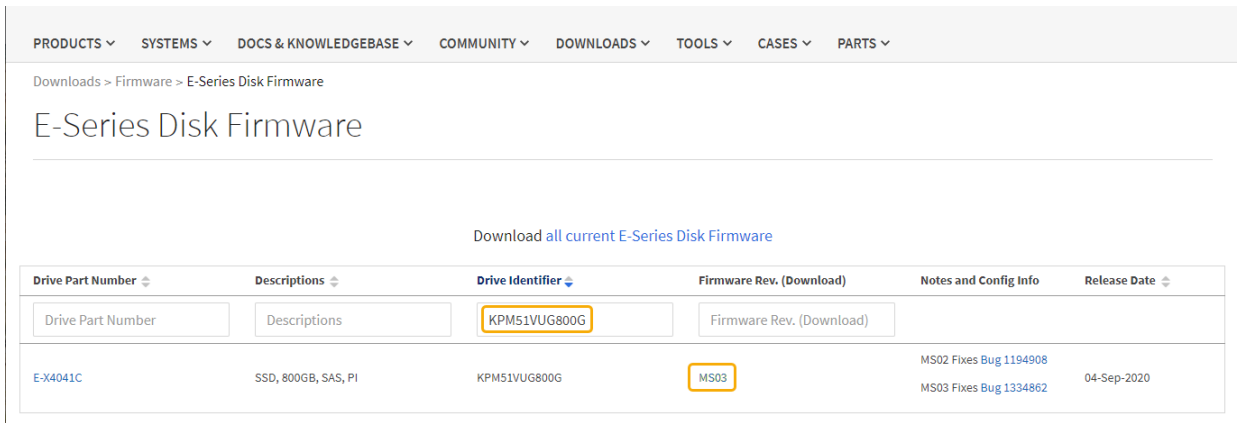 PRODUCTS SYSTEMS DOCS & KNOWLEDGEBASE COMMUNITY DOWNLOADS TOOLS CASES PARTS
Downloads > Firmware > E-Series Disk Firmware
E-Series Disk Firmware
Download all current E-Series Disk Firmware
Drive Part Number Descriptions Drive Identifier Firmware Rev. (Download) Notes and Config Info Release Date
Drive Part Number Descriptions KPM51VUG800G Firmware Rev. (Download)
MS02 Fixes Bug 1194908
E-X4041C SSD, 800GB, SAS, PI KPM51VUG800G MS03 04-Sep-2020
MS03 Fixes Bug 1334862